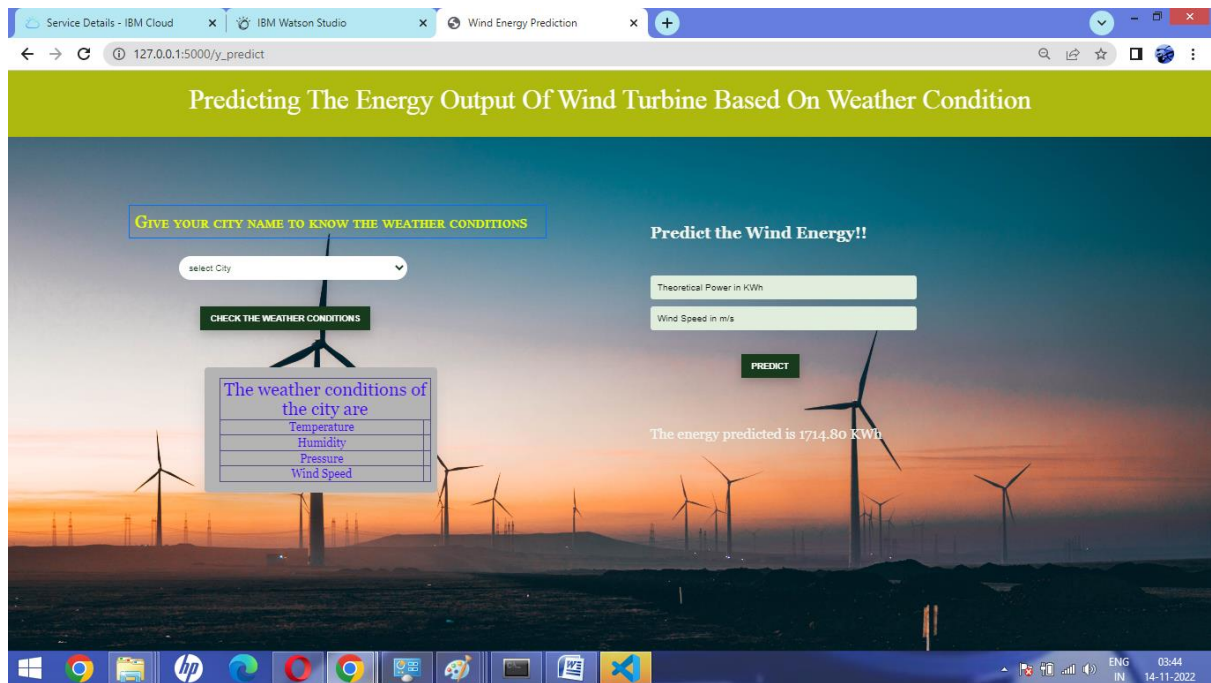 Service Details - IBM Cloud
IBM Watson Studio
Wind Energy Prediction
127.0.0.1:5000/y_predict
Predicting The Energy Output Of Wind Turbine Based On Weather Condition
GIVE YOUR CITY NAME TO KNOW THE WEATHER CONDITIONS
select City
CHECK THE WEATHER CONDITIONS
The weather conditions of
the city are
Temperature
Humidity
Pressure
Wind Speed
Predict the Wind Energy!!
Theoretical Power in KWh
Wind Speed in m/s
PREDICT
The energy predicted is 1714.80 KWh
hp
ENG
IN
03:44
14-11-2022